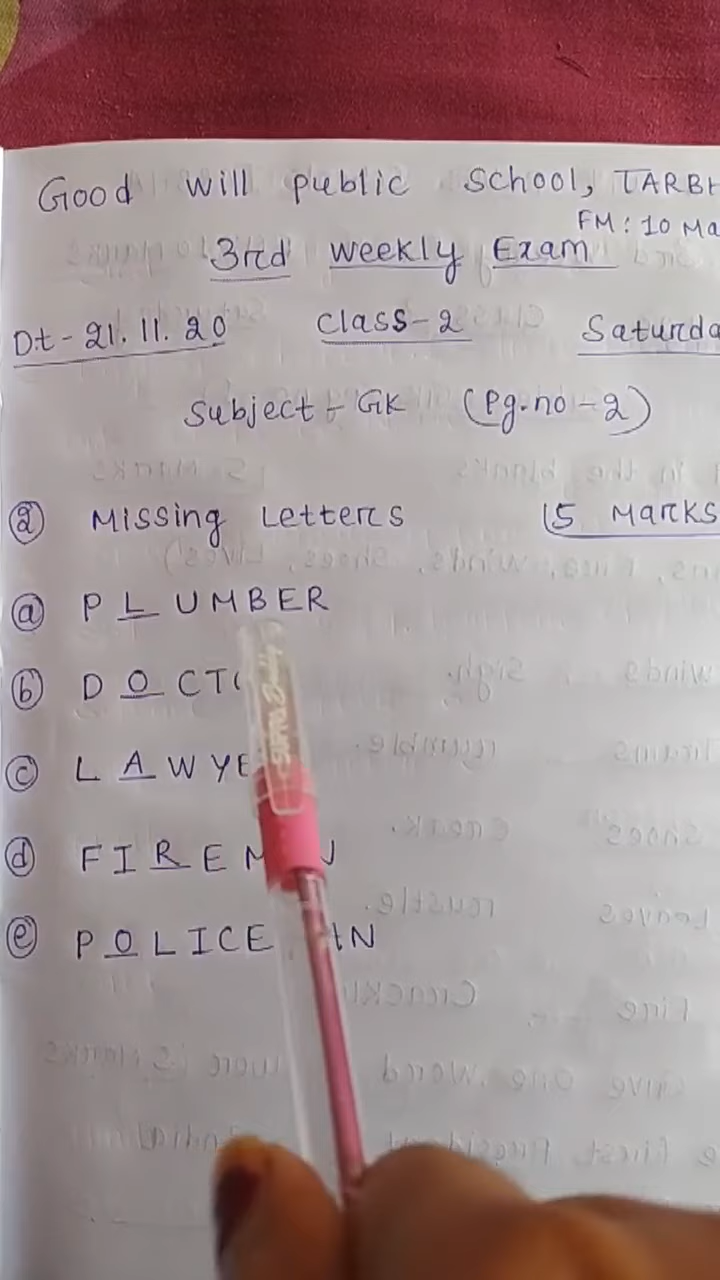 Good will public school, TARBH
FM: 10 Ma
3rd weekly Exam
Dt - 21.11.20 Class-2 Saturda
Subject - GK (Pg.no-2)
② Missing Letters 5 Marks
ⓐ P L U M B E R
ⓑ D O C T
ⓒ L A W Y E
ⓓ F I R E M N
ⓔ P O L I C E A N